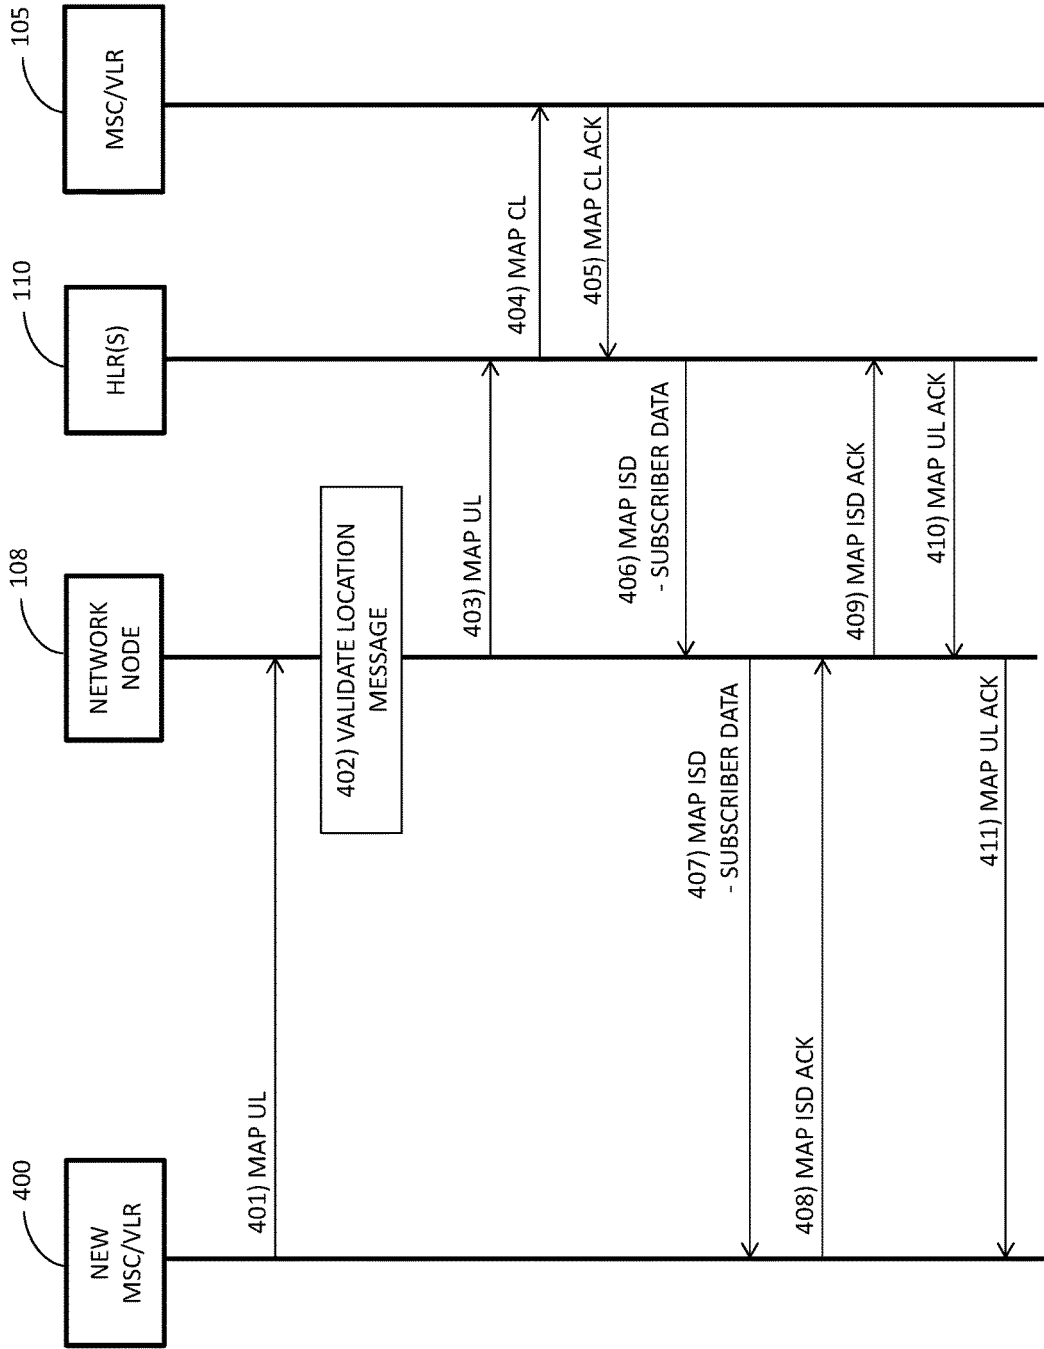 400
NEW
MSC/VLR
108
NETWORK
NODE
110
HLR(S)
105
MSC/VLR
401) MAP UL
402) VALIDATE LOCATION
MESSAGE
403) MAP UL
404) MAP CL
405) MAP CL ACK
406) MAP ISD
- SUBSCRIBER DATA
407) MAP ISD
- SUBSCRIBER DATA
408) MAP ISD ACK
409) MAP ISD ACK
410) MAP UL ACK
411) MAP UL ACK